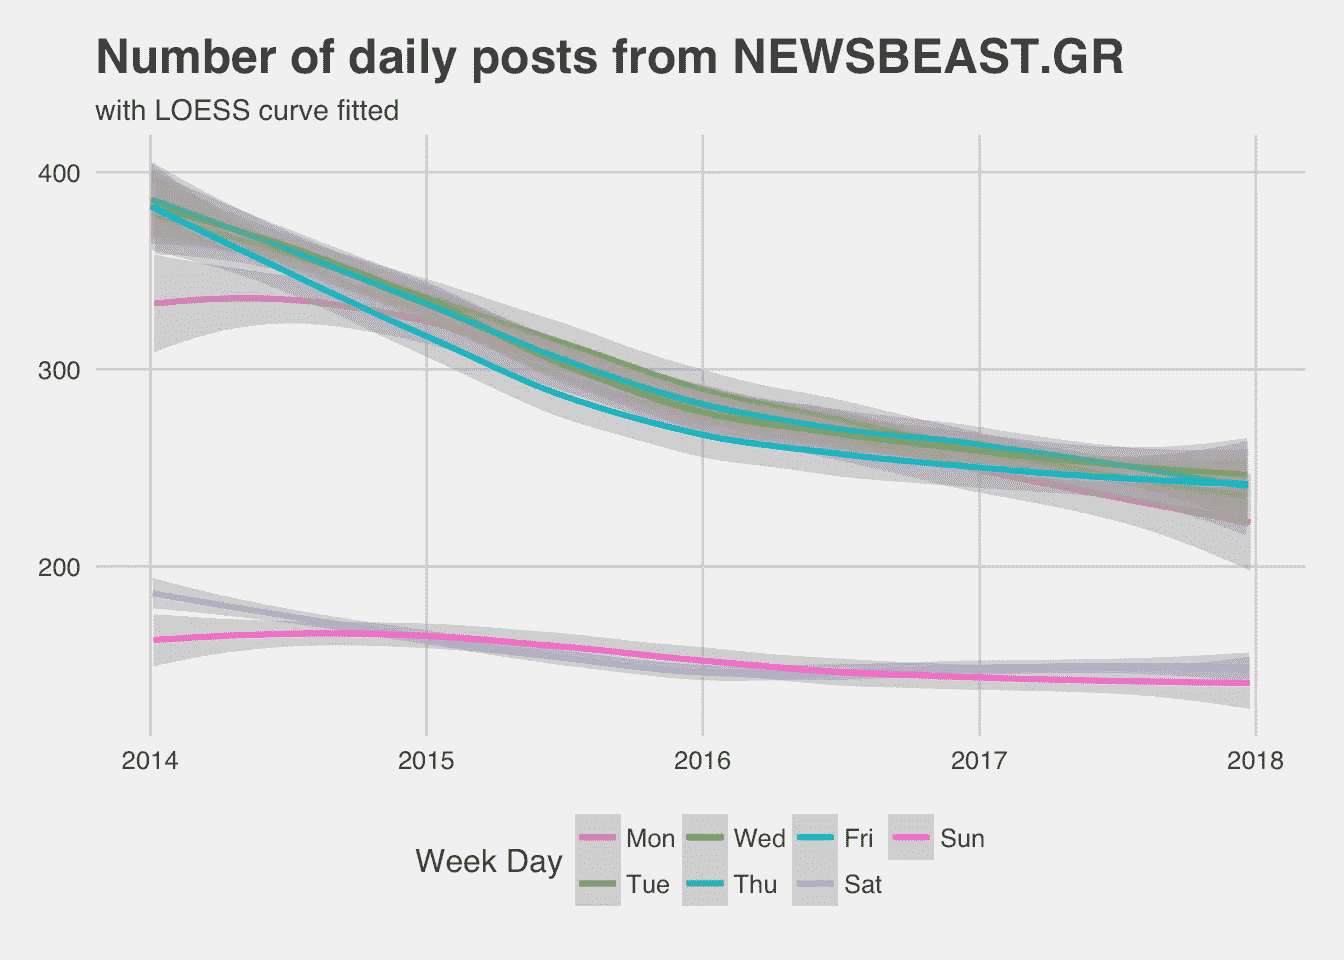 Number of daily posts from NEWSBEAST.GR
with LOESS curve fitted
400
300
200
2014 2015 2016 2017 2018
Week Day
Mon Wed Fri Sun
Tue Thu Sat